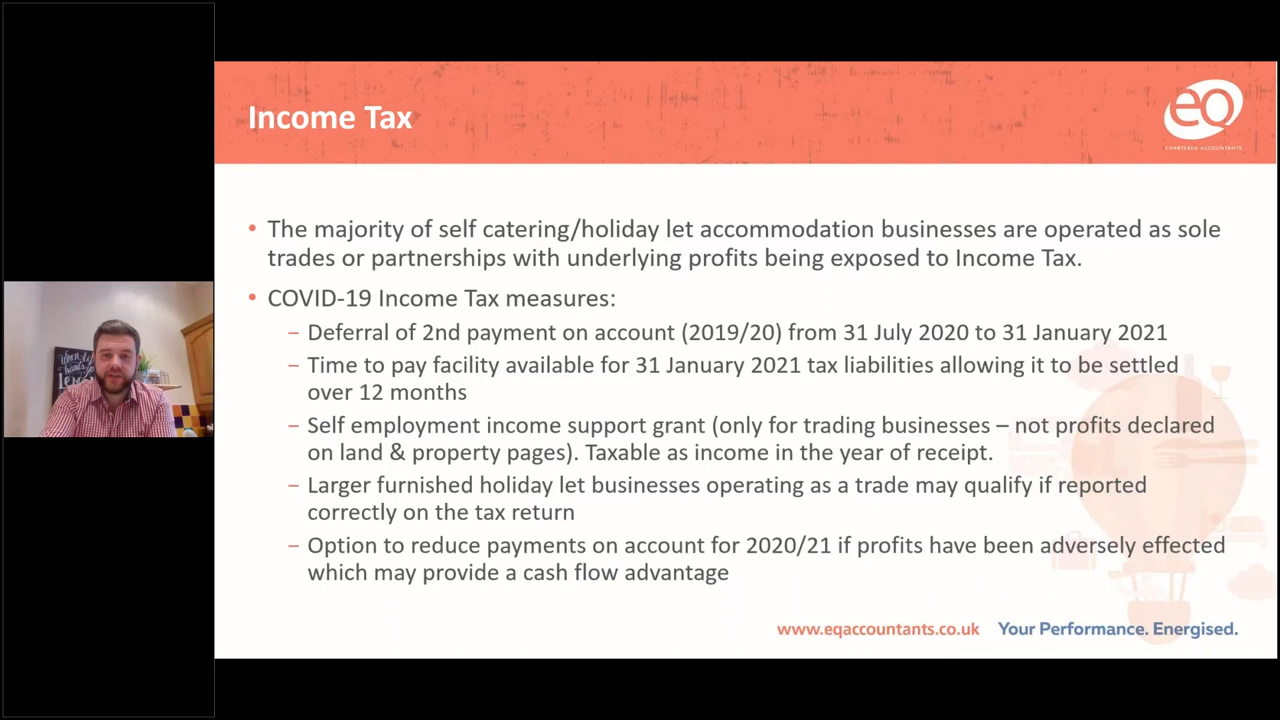 Income Tax
eQ
CHARTERED ACCOUNTANTS
• The majority of self catering/holiday let accommodation businesses are operated as sole
trades or partnerships with underlying profits being exposed to Income Tax.
• COVID-19 Income Tax measures:
– Deferral of 2nd payment on account (2019/20) from 31 July 2020 to 31 January 2021
– Time to pay facility available for 31 January 2021 tax liabilities allowing it to be settled
over 12 months
– Self employment income support grant (only for trading businesses – not profits declared
on land & property pages). Taxable as income in the year of receipt.
– Larger furnished holiday let businesses operating as a trade may qualify if reported
correctly on the tax return
– Option to reduce payments on account for 2020/21 if profits have been adversely effected
which may provide a cash flow advantage
www.eqaccountants.co.uk Your Performance. Energised.
When
hands